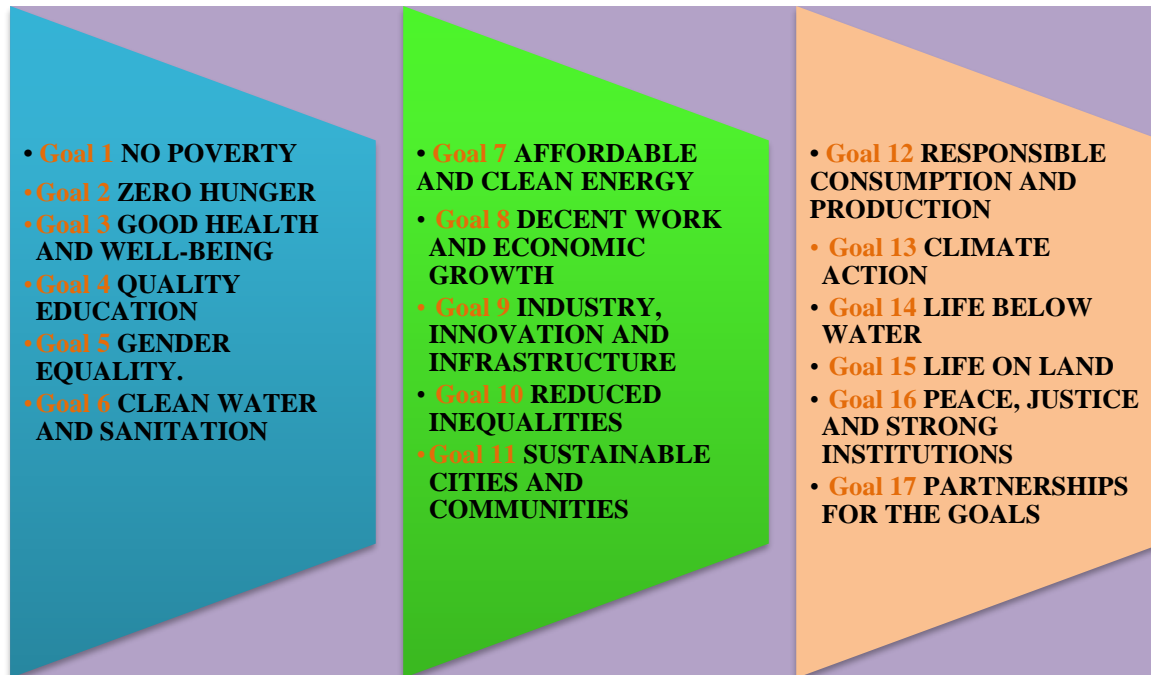 • Goal 1 NO POVERTY
• Goal 2 ZERO HUNGER
• Goal 3 GOOD HEALTH
AND WELL-BEING
• Goal 4 QUALITY
EDUCATION
• Goal 5 GENDER
EQUALITY.
• Goal 6 CLEAN WATER
AND SANITATION
• Goal 7 AFFORDABLE
AND CLEAN ENERGY
• Goal 8 DECENT WORK
AND ECONOMIC
GROWTH
• Goal 9 INDUSTRY,
INNOVATION AND
INFRASTRUCTURE
• Goal 10 REDUCED
INEQUALITIES
• Goal 11 SUSTAINABLE
CITIES AND
COMMUNITIES
• Goal 12 RESPONSIBLE
CONSUMPTION AND
PRODUCTION
• Goal 13 CLIMATE
ACTION
• Goal 14 LIFE BELOW
WATER
• Goal 15 LIFE ON LAND
• Goal 16 PEACE, JUSTICE
AND STRONG
INSTITUTIONS
• Goal 17 PARTNERSHIPS
FOR THE GOALS